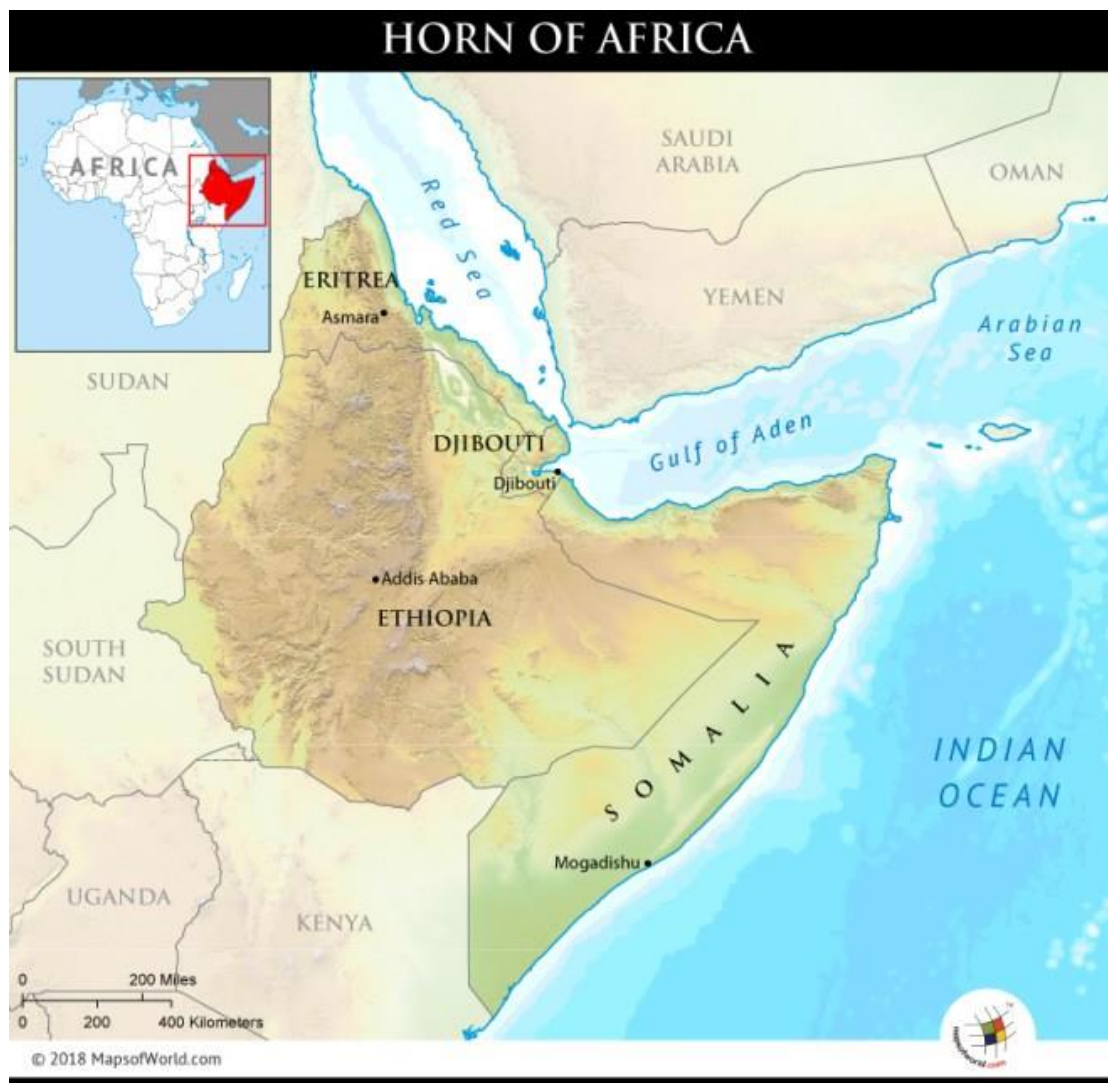 HORN OF AFRICA
AFRICA
SAUDI
ARABIA
OMAN
Red Sea
ERITREA
Asmara
YEMEN
Arabian
Sea
SUDAN
DJIBOUTI
Gulf of Aden
Djibouti
Addis Ababa
ETHIOPIA
SOUTH
SUDAN
SOMALIA
INDIAN
OCEAN
Mogadishu
UGANDA
KENYA
0 200 Miles
0 200 400 Kilometers
© 2018 MapsofWorld.com
mapsofworld.com